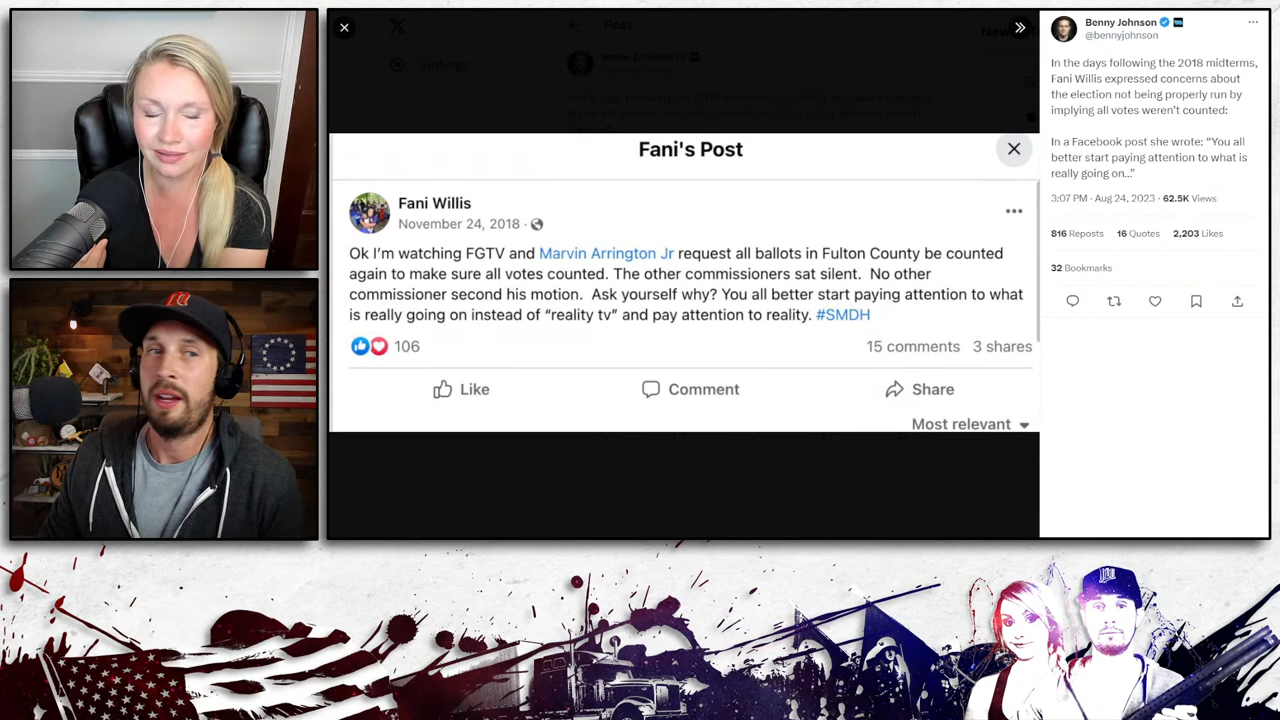 Post
Settings
Fani's Post
Fani Willis
November 24, 2018 ·
Ok I'm watching FGTV and Marvin Arrington Jr request all ballots in Fulton County be counted
again to make sure all votes counted. The other commissioners sat silent.  No other
commissioner second his motion.  Ask yourself why? You all better start paying attention to what
is really going on instead of "reality tv" and pay attention to reality. #SMDH
106
15 comments 3 shares
Like Comment Share
Most relevant
Benny Johnson
@bennyjohnson
In the days following the 2018 midterms,
Fani Willis expressed concerns about
the election not being properly run by
implying all votes weren't counted:
In a Facebook post she wrote: "You all
better start paying attention to what is
really going on…"
3:07 PM · Aug 24, 2023 · 62.5K Views
816 Reposts 16 Quotes 2,203 Likes
32 Bookmarks